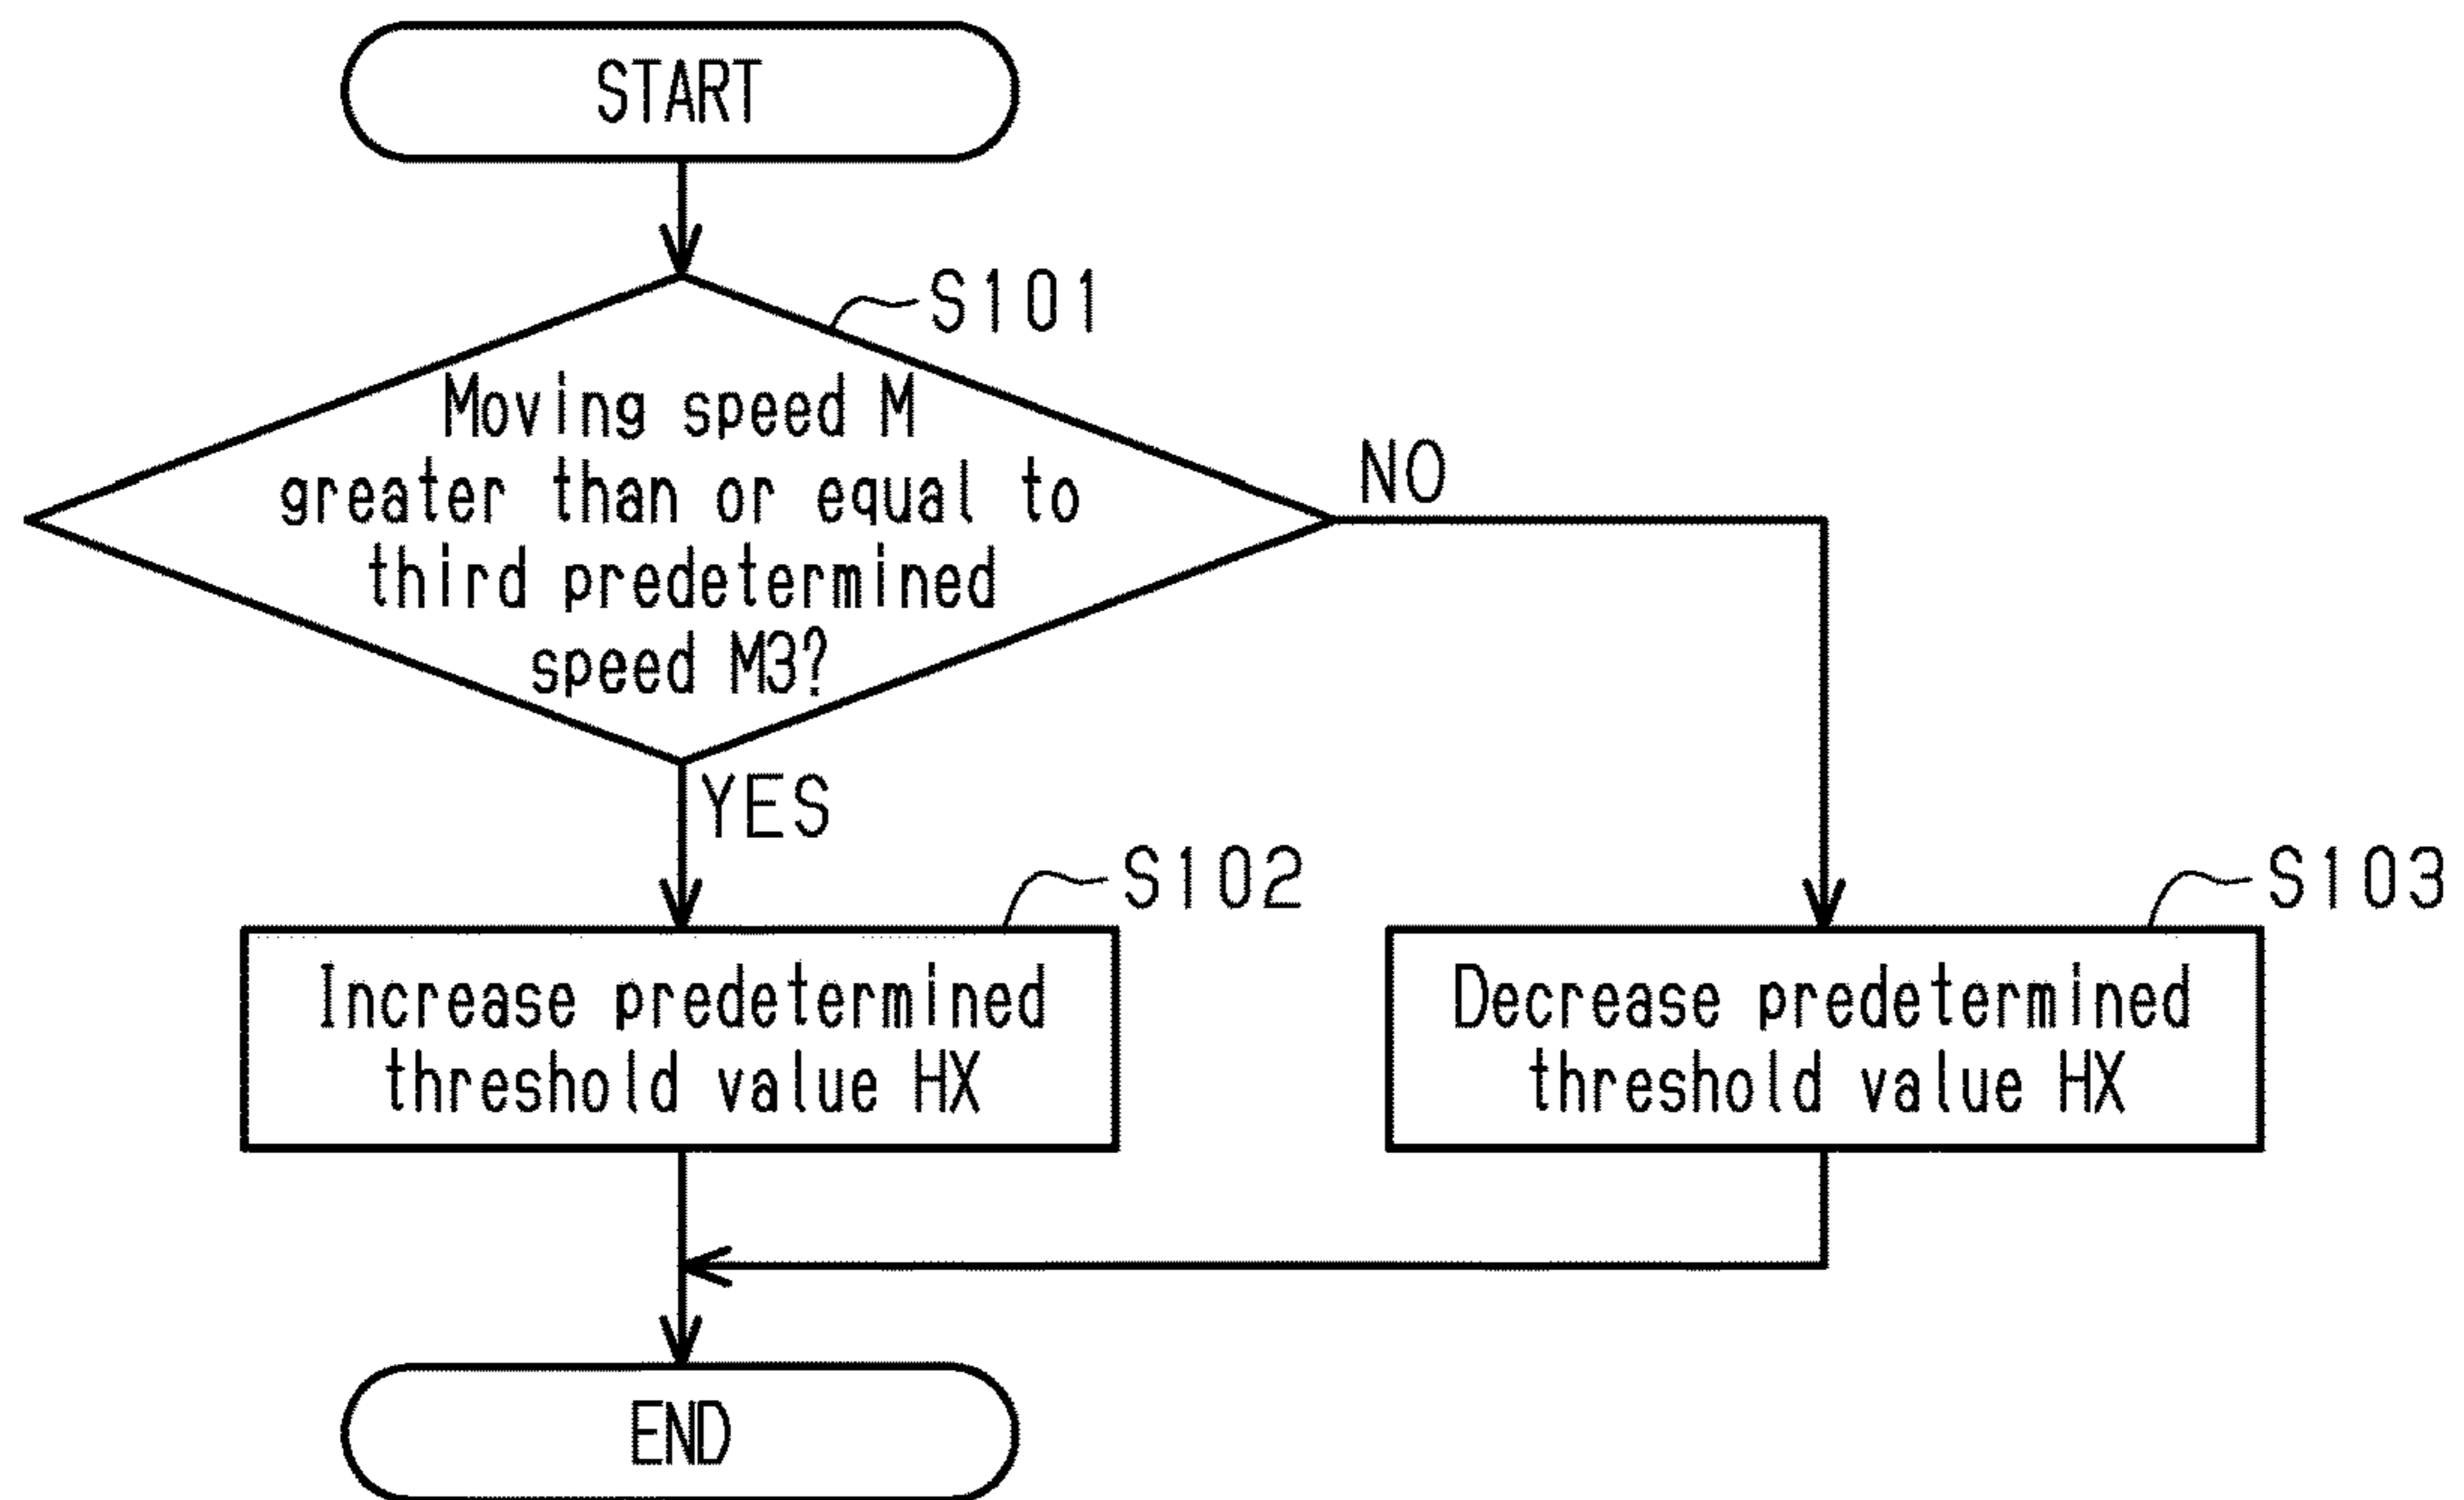 START
S101
Moving speed M
greater than or equal to
third predetermined
speed M3?
NO
YES
S102
S103
Increase predetermined
threshold value HX
Decrease predetermined
threshold value HX
END